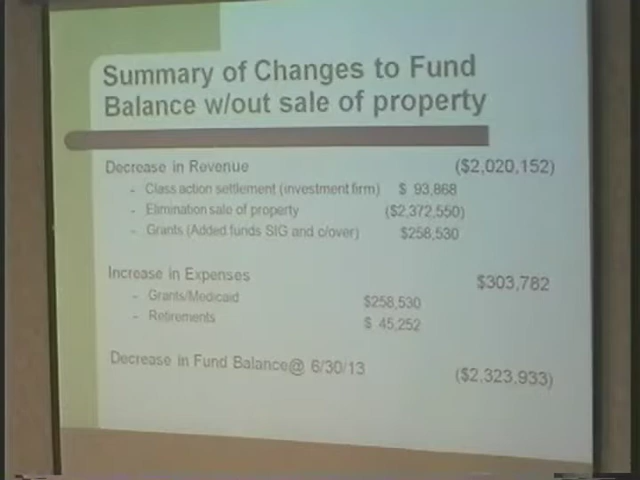 Summary of Changes to Fund
Balance w/out sale of property
Decrease in Revenue ($2,020,152)
- Class action settlement (investment firm) $ 93,868
- Elimination sale of property ($2,372,550)
- Grants (Added funds SIG and c/over) $258,530
Increase in Expenses $303,782
- Grants/Medicaid $258,530
- Retirements $ 45,252
Decrease in Fund Balance@ 6/30/13 ($2,323,933)